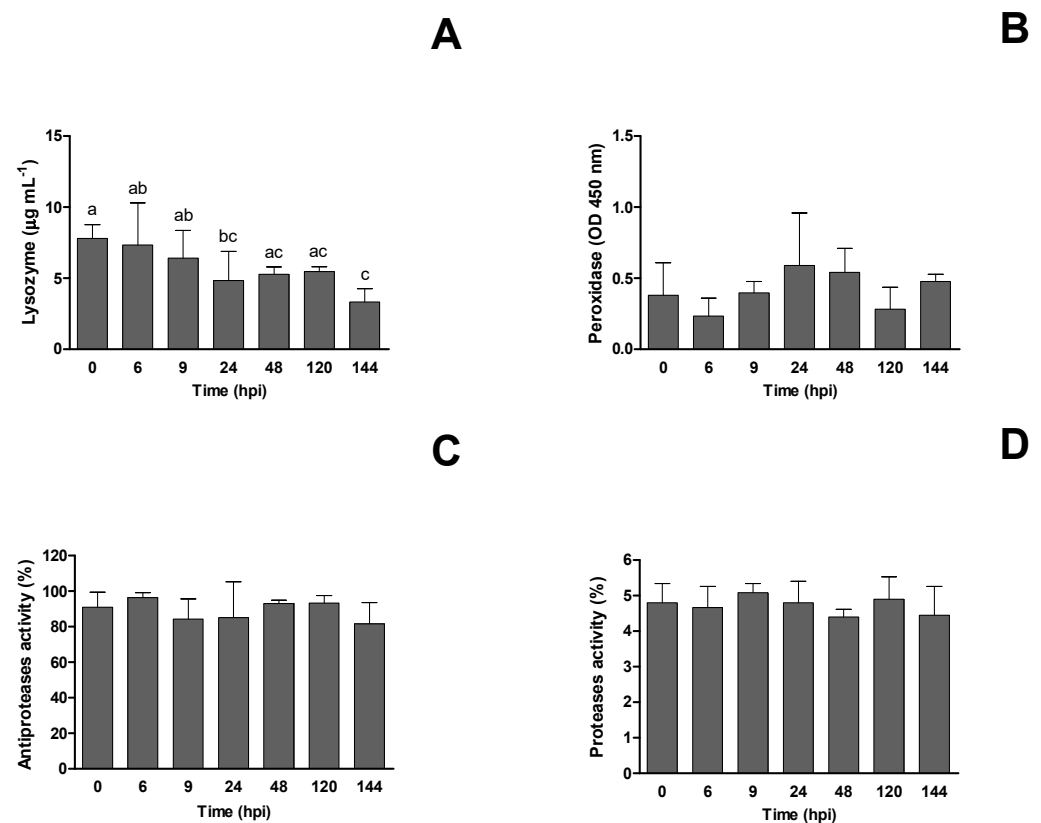 A
Lysozyme (µg mL⁻¹)
15
10
5
0
a
ab
ab
bc
ac
ac
c
0 6 9 24 48 120 144
Time (hpi)
B
Peroxidase (OD 450 nm)
1.5
1.0
0.5
0.0
0 6 9 24 48 120 144
Time (hpi)
C
Antiproteases activity (%)
120
100
80
60
40
20
0
0 6 9 24 48 120 144
Time (hpi)
D
Proteases activity (%)
6
5
4
3
2
1
0
0 6 9 24 48 120 144
Time (hpi)